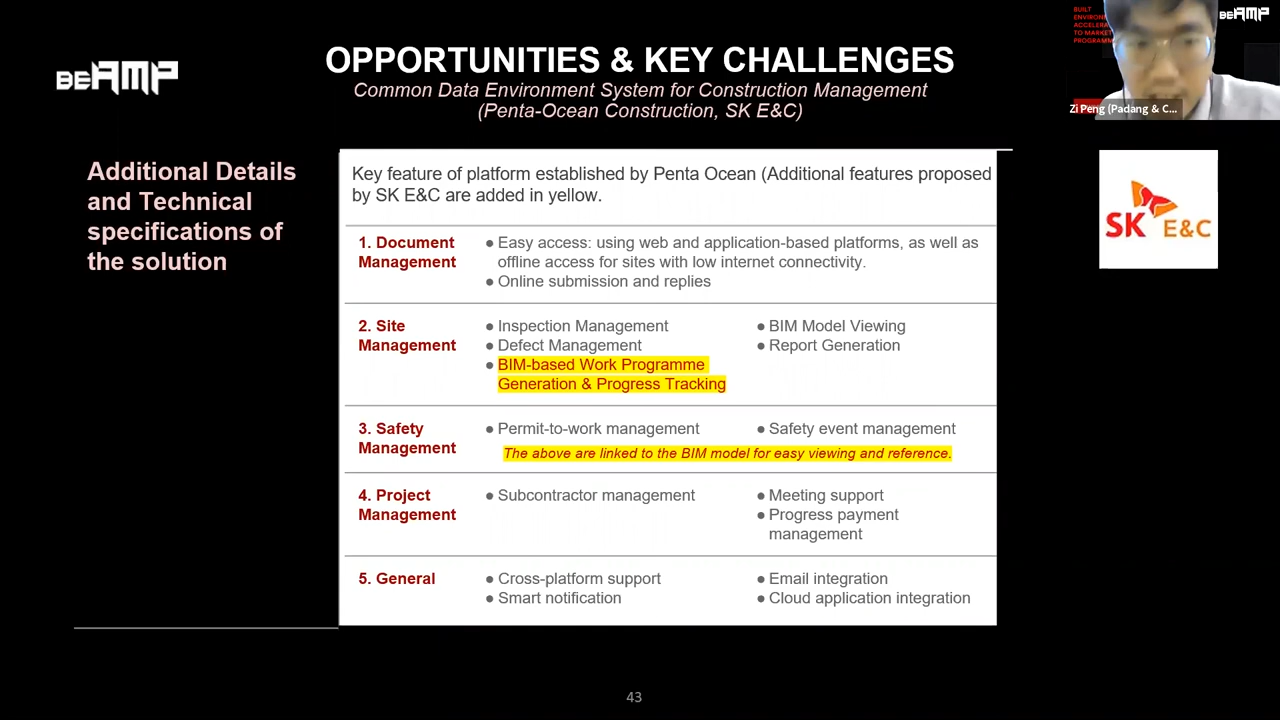 BEAMP
OPPORTUNITIES & KEY CHALLENGES
Common Data Environment System for Construction Management
(Penta-Ocean Construction, SK E&C)
BUILT
ENVIRON
ACCELERA
TO MARKET
PROGRAMM
BEAMP
Zi Peng (Padang & C...
Additional Details
and Technical
specifications of
the solution
Key feature of platform established by Penta Ocean (Additional features proposed
by SK E&C are added in yellow.
1. Document
Management
● Easy access: using web and application-based platforms, as well as
offline access for sites with low internet connectivity.
● Online submission and replies
2. Site
Management
● Inspection Management
● Defect Management
● BIM-based Work Programme
Generation & Progress Tracking
● BIM Model Viewing
● Report Generation
3. Safety
Management
● Permit-to-work management
● Safety event management
The above are linked to the BIM model for easy viewing and reference.
4. Project
Management
● Subcontractor management
● Meeting support
● Progress payment
management
5. General
● Cross-platform support
● Smart notification
● Email integration
● Cloud application integration
SK E&C
43